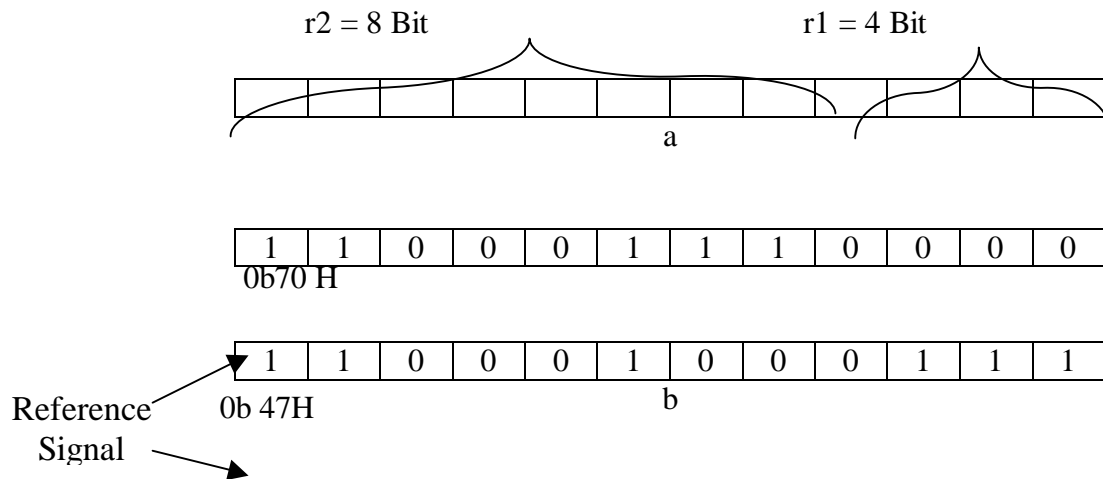 r2 = 8 Bit r1 = 4 Bit
a
1 1 0 0 0 1 1 1 0 0 0 0
0b70 H
1 1 0 0 0 1 0 0 0 1 1 1
0b 47H
b
Reference
Signal